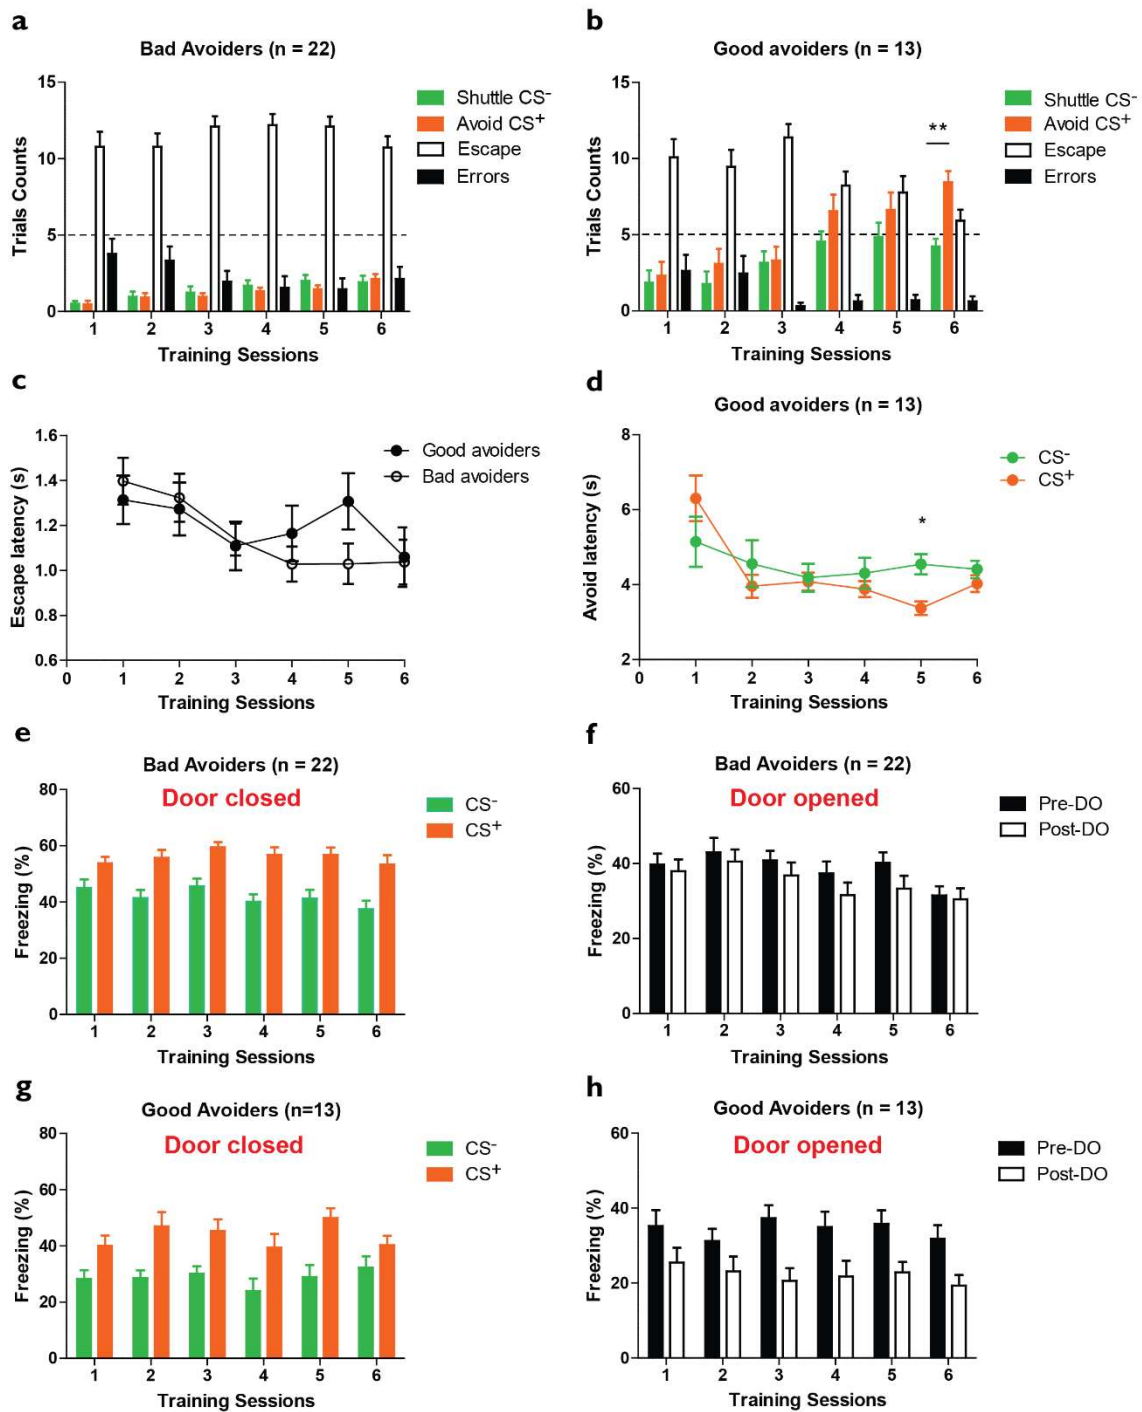 a
Bad Avoiders (n = 22)
15
10
5
0
Trials Counts
1 2 3 4 5 6
Training Sessions
Shuttle CS-
Avoid CS+
Escape
Errors
b
Good avoiders (n = 13)
15
10
5
0
Trials Counts
**
1 2 3 4 5 6
Training Sessions
Shuttle CS-
Avoid CS+
Escape
Errors
c
1.6
1.4
1.2
1.0
0.8
0.6
Escape latency (s)
0 1 2 3 4 5 6
Training Sessions
Good avoiders
Bad avoiders
d
Good avoiders (n = 13)
8
6
4
2
Avoid latency (s)
*
0 1 2 3 4 5 6
Training Sessions
CS-
CS+
e
Bad Avoiders (n = 22)
Door closed
80
60
40
20
0
Freezing (%)
1 2 3 4 5 6
Training Sessions
CS-
CS+
f
Bad Avoiders (n = 22)
Door opened
60
40
20
0
Freezing (%)
1 2 3 4 5 6
Training Sessions
Pre-DO
Post-DO
g
Good Avoiders (n=13)
Door closed
80
60
40
20
0
Freezing (%)
1 2 3 4 5 6
Training Sessions
CS-
CS+
h
Good Avoiders (n = 13)
Door opened
60
40
20
0
Freezing (%)
1 2 3 4 5 6
Training Sessions
Pre-DO
Post-DO